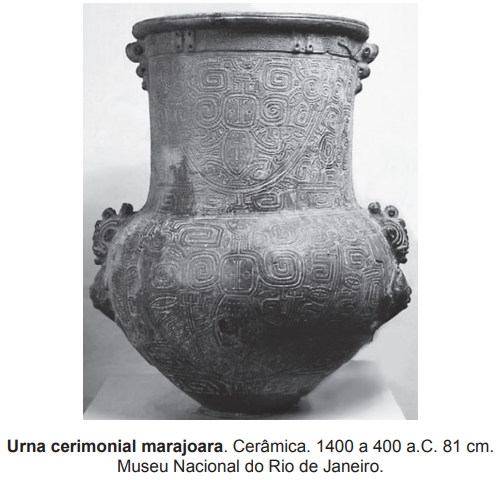 Urna cerimonial marajoara. Cerâmica. 1400 a 400 a.C. 81 cm.
Museu Nacional do Rio de Janeiro.